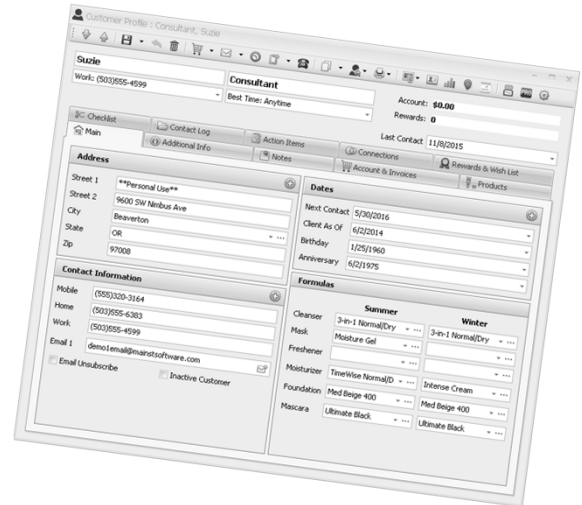 Customer Profile : Consultant, Suzie
Suzie
Consultant
Work: (503)555-4599
Best Time: Anytime
Account: $0.00
Rewards: 0
Last Contact 11/8/2015
Checklist
Contact Log
Action Items
Connections
Rewards & Wish List
Main
Additional Info
Notes
Account & Invoices
Products
Address
Street 1 **Personal Use**
Street 2 9600 SW Nimbus Ave
City Beaverton
State OR
Zip 97008
Contact Information
Mobile (555)320-3164
Home (503)555-6383
Work (503)555-4599
Email 1 demo1email@mainstsoftware.com
Email Unsubscribe
Inactive Customer
Dates
Next Contact 5/30/2016
Client As Of 6/2/2014
Birthday 1/25/1960
Anniversary 6/2/1975
Formulas
Summer Winter
Cleanser 3-in-1 Normal/Dry 3-in-1 Normal/Dry
Mask Moisture Gel
Freshener
Moisturizer TimeWise Normal/D Intense Cream
Foundation Med Beige 400 Med Beige 400
Mascara Ultimate Black Ultimate Black